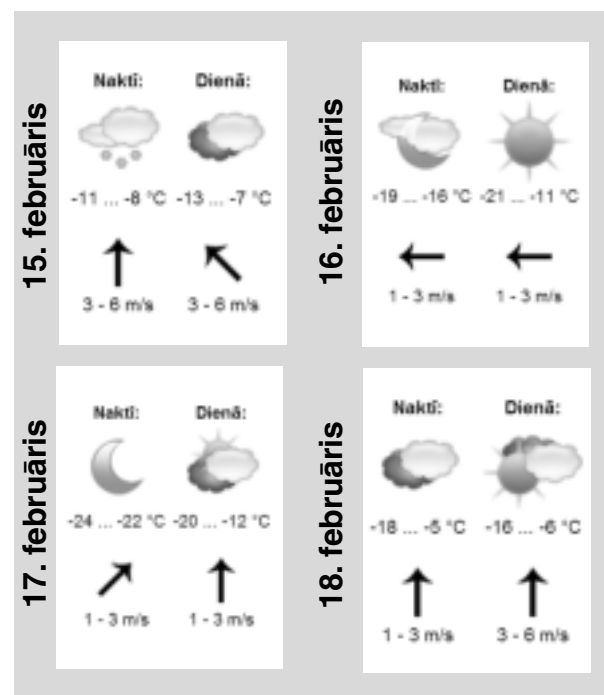 15. februāris
Naktī: Dienā:
-11 ... -8 °C -13 ... -7 °C
3 - 6 m/s 3 - 6 m/s
16. februāris
Naktī: Dienā:
-19 ... -16 °C -21 ... -11 °C
1 - 3 m/s 1 - 3 m/s
17. februāris
Naktī: Dienā:
-24 ... -22 °C -20 ... -12 °C
1 - 3 m/s 1 - 3 m/s
18. februāris
Naktī: Dienā:
-18 ... -5 °C -16 ... -6 °C
1 - 3 m/s 3 - 6 m/s